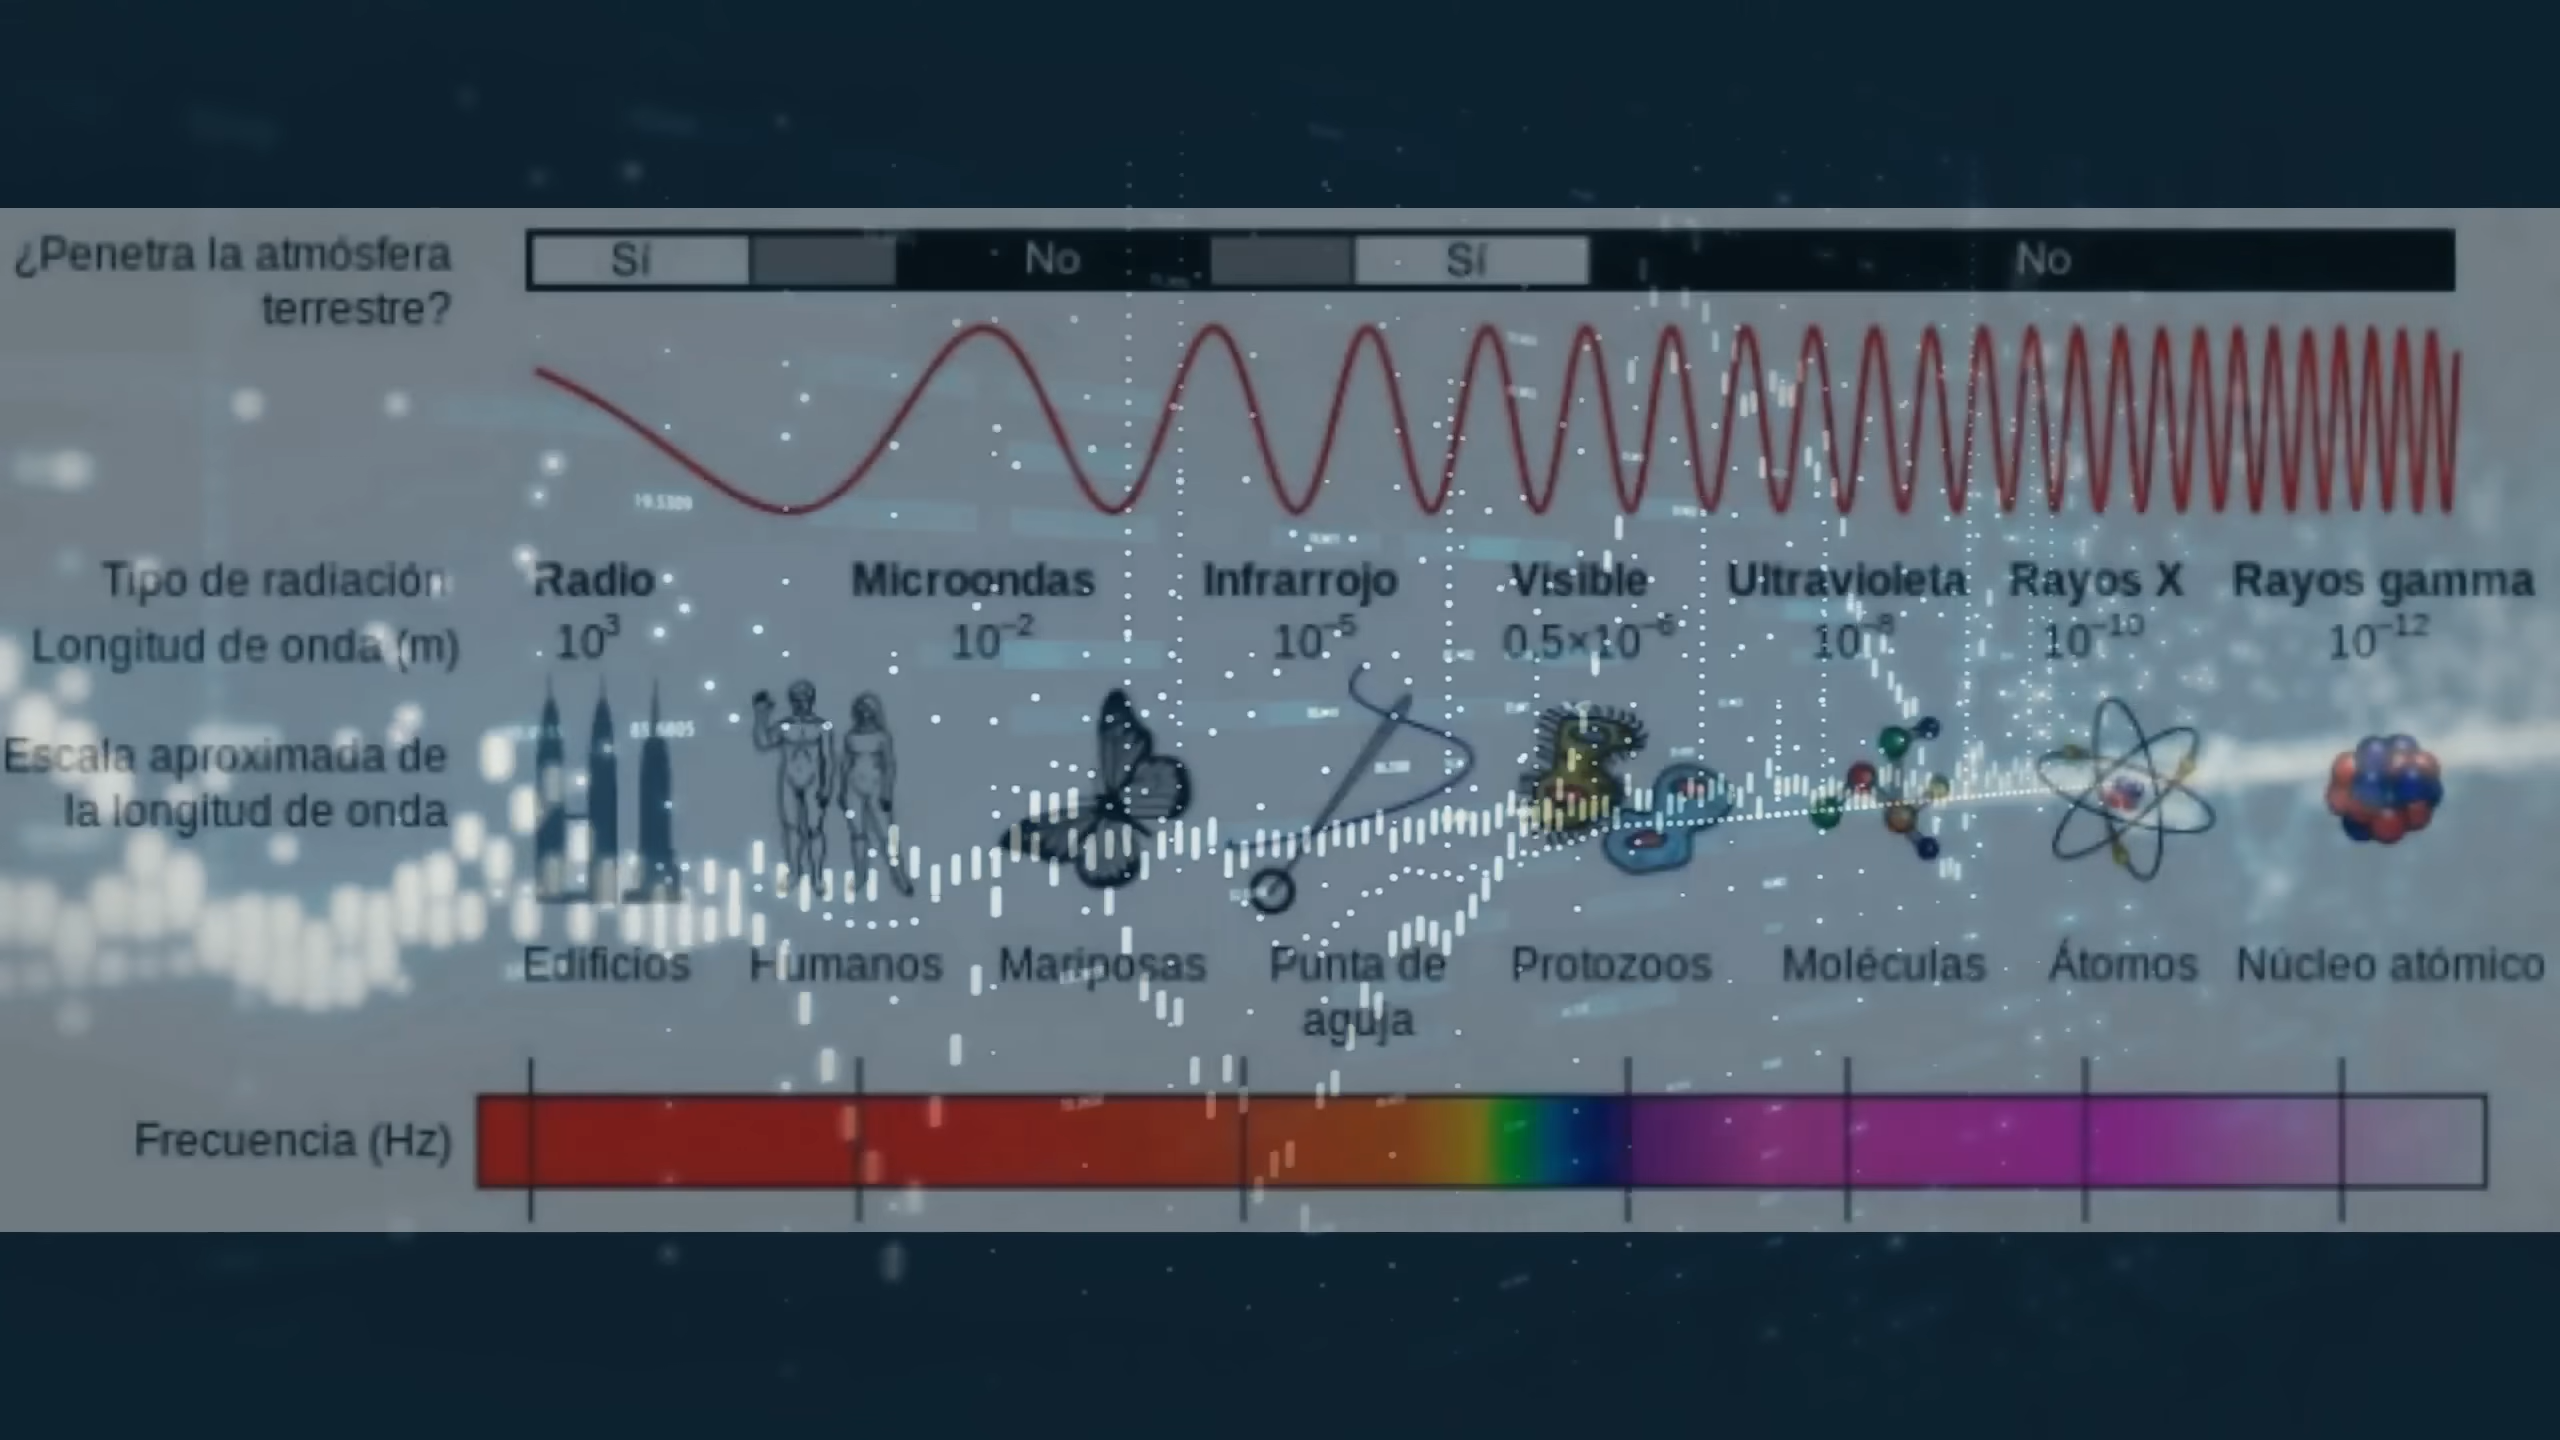 ¿Penetra la atmósfera
terrestre?
Sí No Sí No
Tipo de radiación Radio Microondas Infrarrojo Visible Ultravioleta Rayos X Rayos gamma
Longitud de onda (m) 10³ 10⁻² 10⁻⁵ 0.5×10⁻⁶ 10⁻⁸ 10⁻¹⁰ 10⁻¹²
Escala aproximada de
la longitud de onda
Edificios Humanos Mariposas Punta de Protozoos Moléculas Átomos Núcleo atómico
aguja
Frecuencia (Hz)